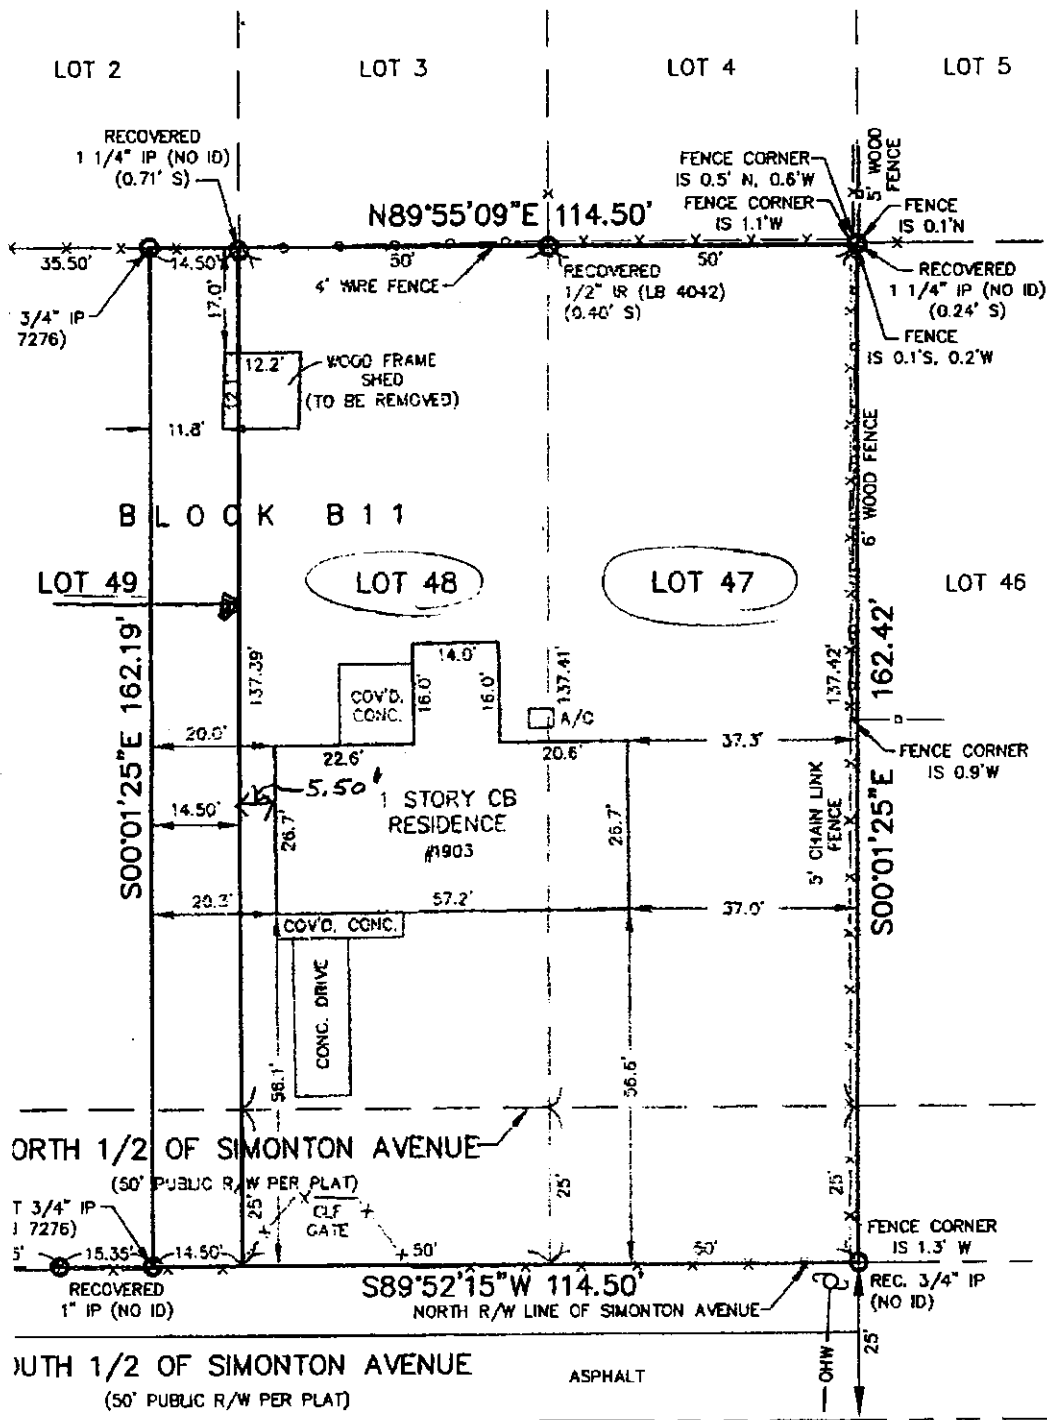 LOT 2
LOT 3
LOT 4
LOT 5
RECOVERED
1 1/4" IP (NO ID)
(0.71' S)
FENCE CORNER
IS 0.5' N, 0.6'W
FENCE CORNER
IS 1.1'W
5' WOOD
FENCE
FENCE
IS 0.1'N
N89°55'09"E 114.50'
35.50'
14.50'
50'
50'
4' WIRE FENCE
RECOVERED
1/2" IR (LB 4042)
(0.40' S)
RECOVERED
1 1/4" IP (NO ID)
(0.24' S)
FENCE
IS 0.1'S, 0.2'W
3/4" IP
7276)
17.0'
12.2'
12.1'
WOOD FRAME
SHED
(TO BE REMOVED)
11.8'
6' WOOD FENCE
BLOCK B11
LOT 49
LOT 48
LOT 47
LOT 46
S00°01'25"E 162.19'
137.39'
137.41'
137.42'
S00°01'25"E 162.42'
14.0'
16.0'
16.0'
COV'D.
CONC.
A/C
20.0'
22.6'
20.6'
37.3'
FENCE CORNER
IS 0.9'W
5.50'
14.50'
26.7'
1 STORY CB
RESIDENCE
#1903
26.7'
5' CHAIN LINK
FENCE
20.3'
57.2'
37.0'
COV'D. CONC.
CONC. DRIVE
56.1'
56.6'
ORTH 1/2 OF SIMONTON AVENUE
(50' PUBLIC R/W PER PLAT)
T 3/4" IP
7276)
25'
CLF
GATE
25'
25'
FENCE CORNER
IS 1.3' W
15.35'
14.50'
50'
50'
RECOVERED
1" IP (NO ID)
S89°52'15"W 114.50'
NORTH R/W LINE OF SIMONTON AVENUE
REC. 3/4" IP
(NO ID)
25'
OHW
UTH 1/2 OF SIMONTON AVENUE
(50' PUBLIC R/W PER PLAT)
ASPHALT